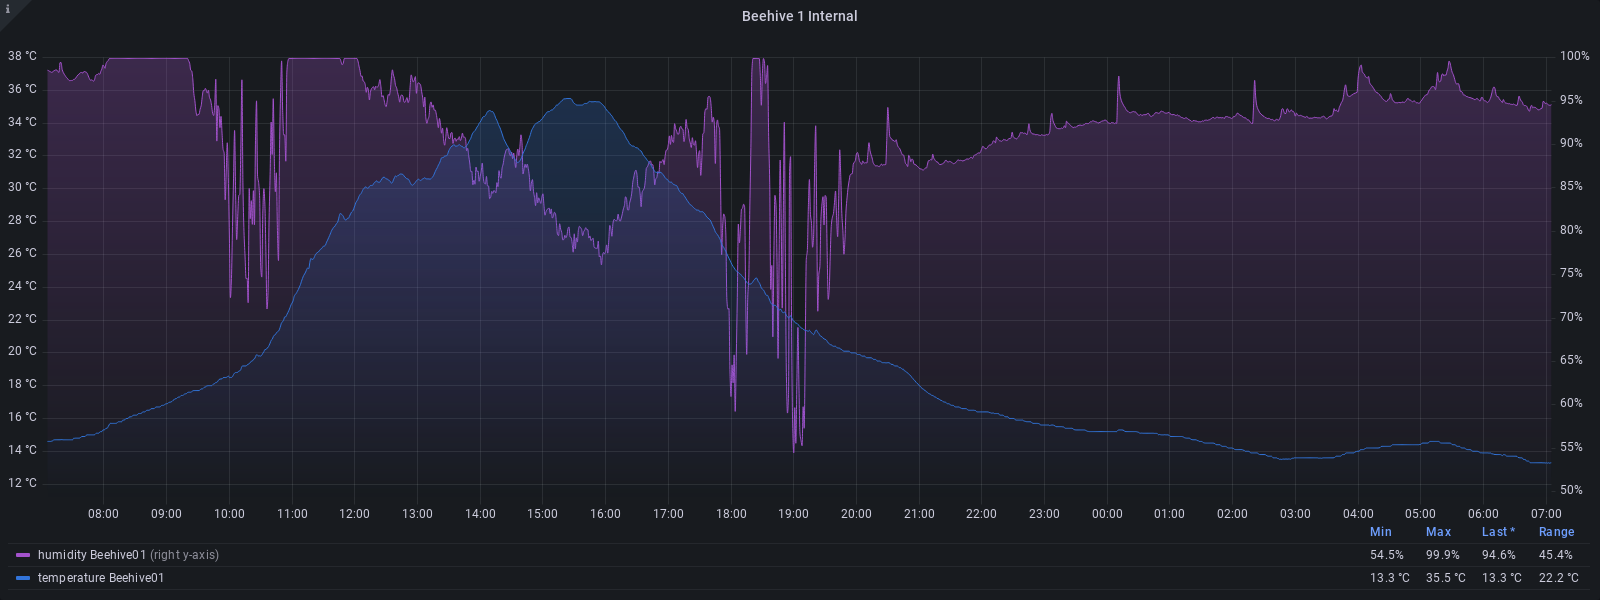 i
Beehive 1 Internal
38 °C 100%
36 °C 95%
34 °C 90%
32 °C 85%
30 °C 80%
28 °C 75%
26 °C 70%
24 °C 65%
22 °C 60%
20 °C 55%
18 °C 50%
16 °C
14 °C
12 °C
08:00 09:00 10:00 11:00 12:00 13:00 14:00 15:00 16:00 17:00 18:00 19:00 20:00 21:00 22:00 23:00 00:00 01:00 02:00 03:00 04:00 05:00 06:00 07:00
Min Max Last * Range
humidity Beehive01 (right y-axis) 54.5% 99.9% 94.6% 45.4%
temperature Beehive01 13.3 °C 35.5 °C 13.3 °C 22.2 °C